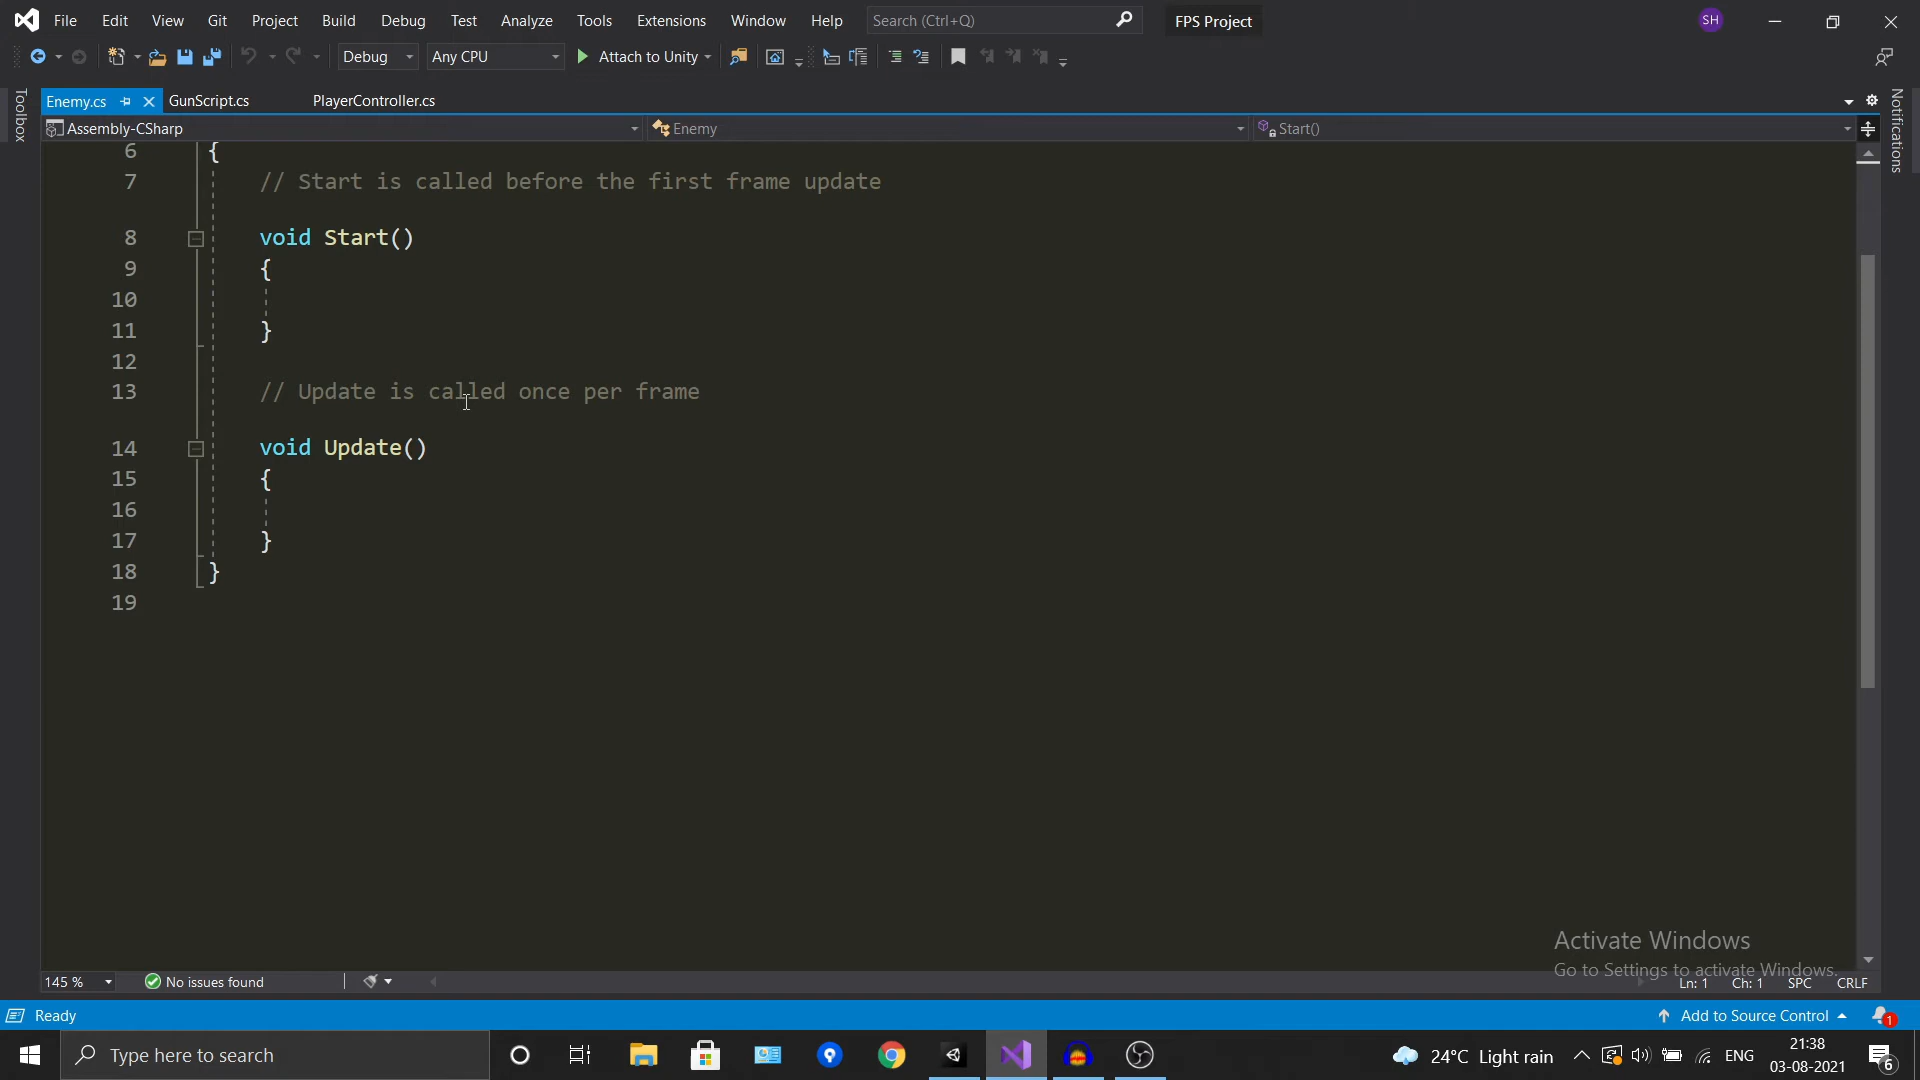 File Edit View Git Project Build Debug Test Analyze Tools Extensions Window Help Search (Ctrl+Q) FPS Project SH
Debug Any CPU Attach to Unity
Toolbox
Enemy.cs GunScript.cs PlayerController.cs
Notifications
Assembly-CSharp Enemy Start()
6 {
7 // Start is called before the first frame update
8 void Start()
9 {
10
11 }
12
13 // Update is called once per frame
14 void Update()
15 {
16
17 }
18 }
19
Activate Windows
Go to Settings to activate Windows.
145 % No issues found Ln: 1 Ch: 1 SPC CRLF
Ready Add to Source Control 1
Type here to search 24°C Light rain ENG 21:38
03-08-2021 6